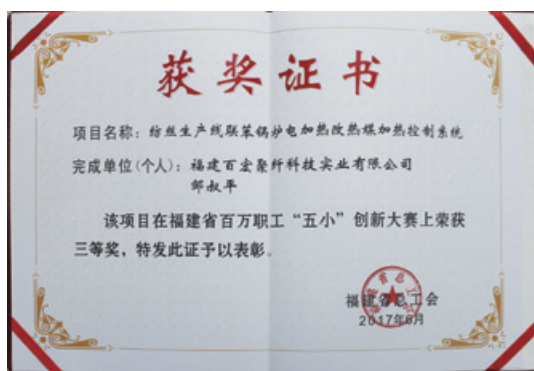 获奖证书
项目名称：纺丝生产线联苯锅炉电加热改热媒加热控制系统
完成单位(个人)：福建百宏聚纤科技实业有限公司
邹叔平
该项目在福建省百万职工“五小”创新大赛上荣获
三等奖，特发此证予以表彰。
福建省总工会
2017年6月